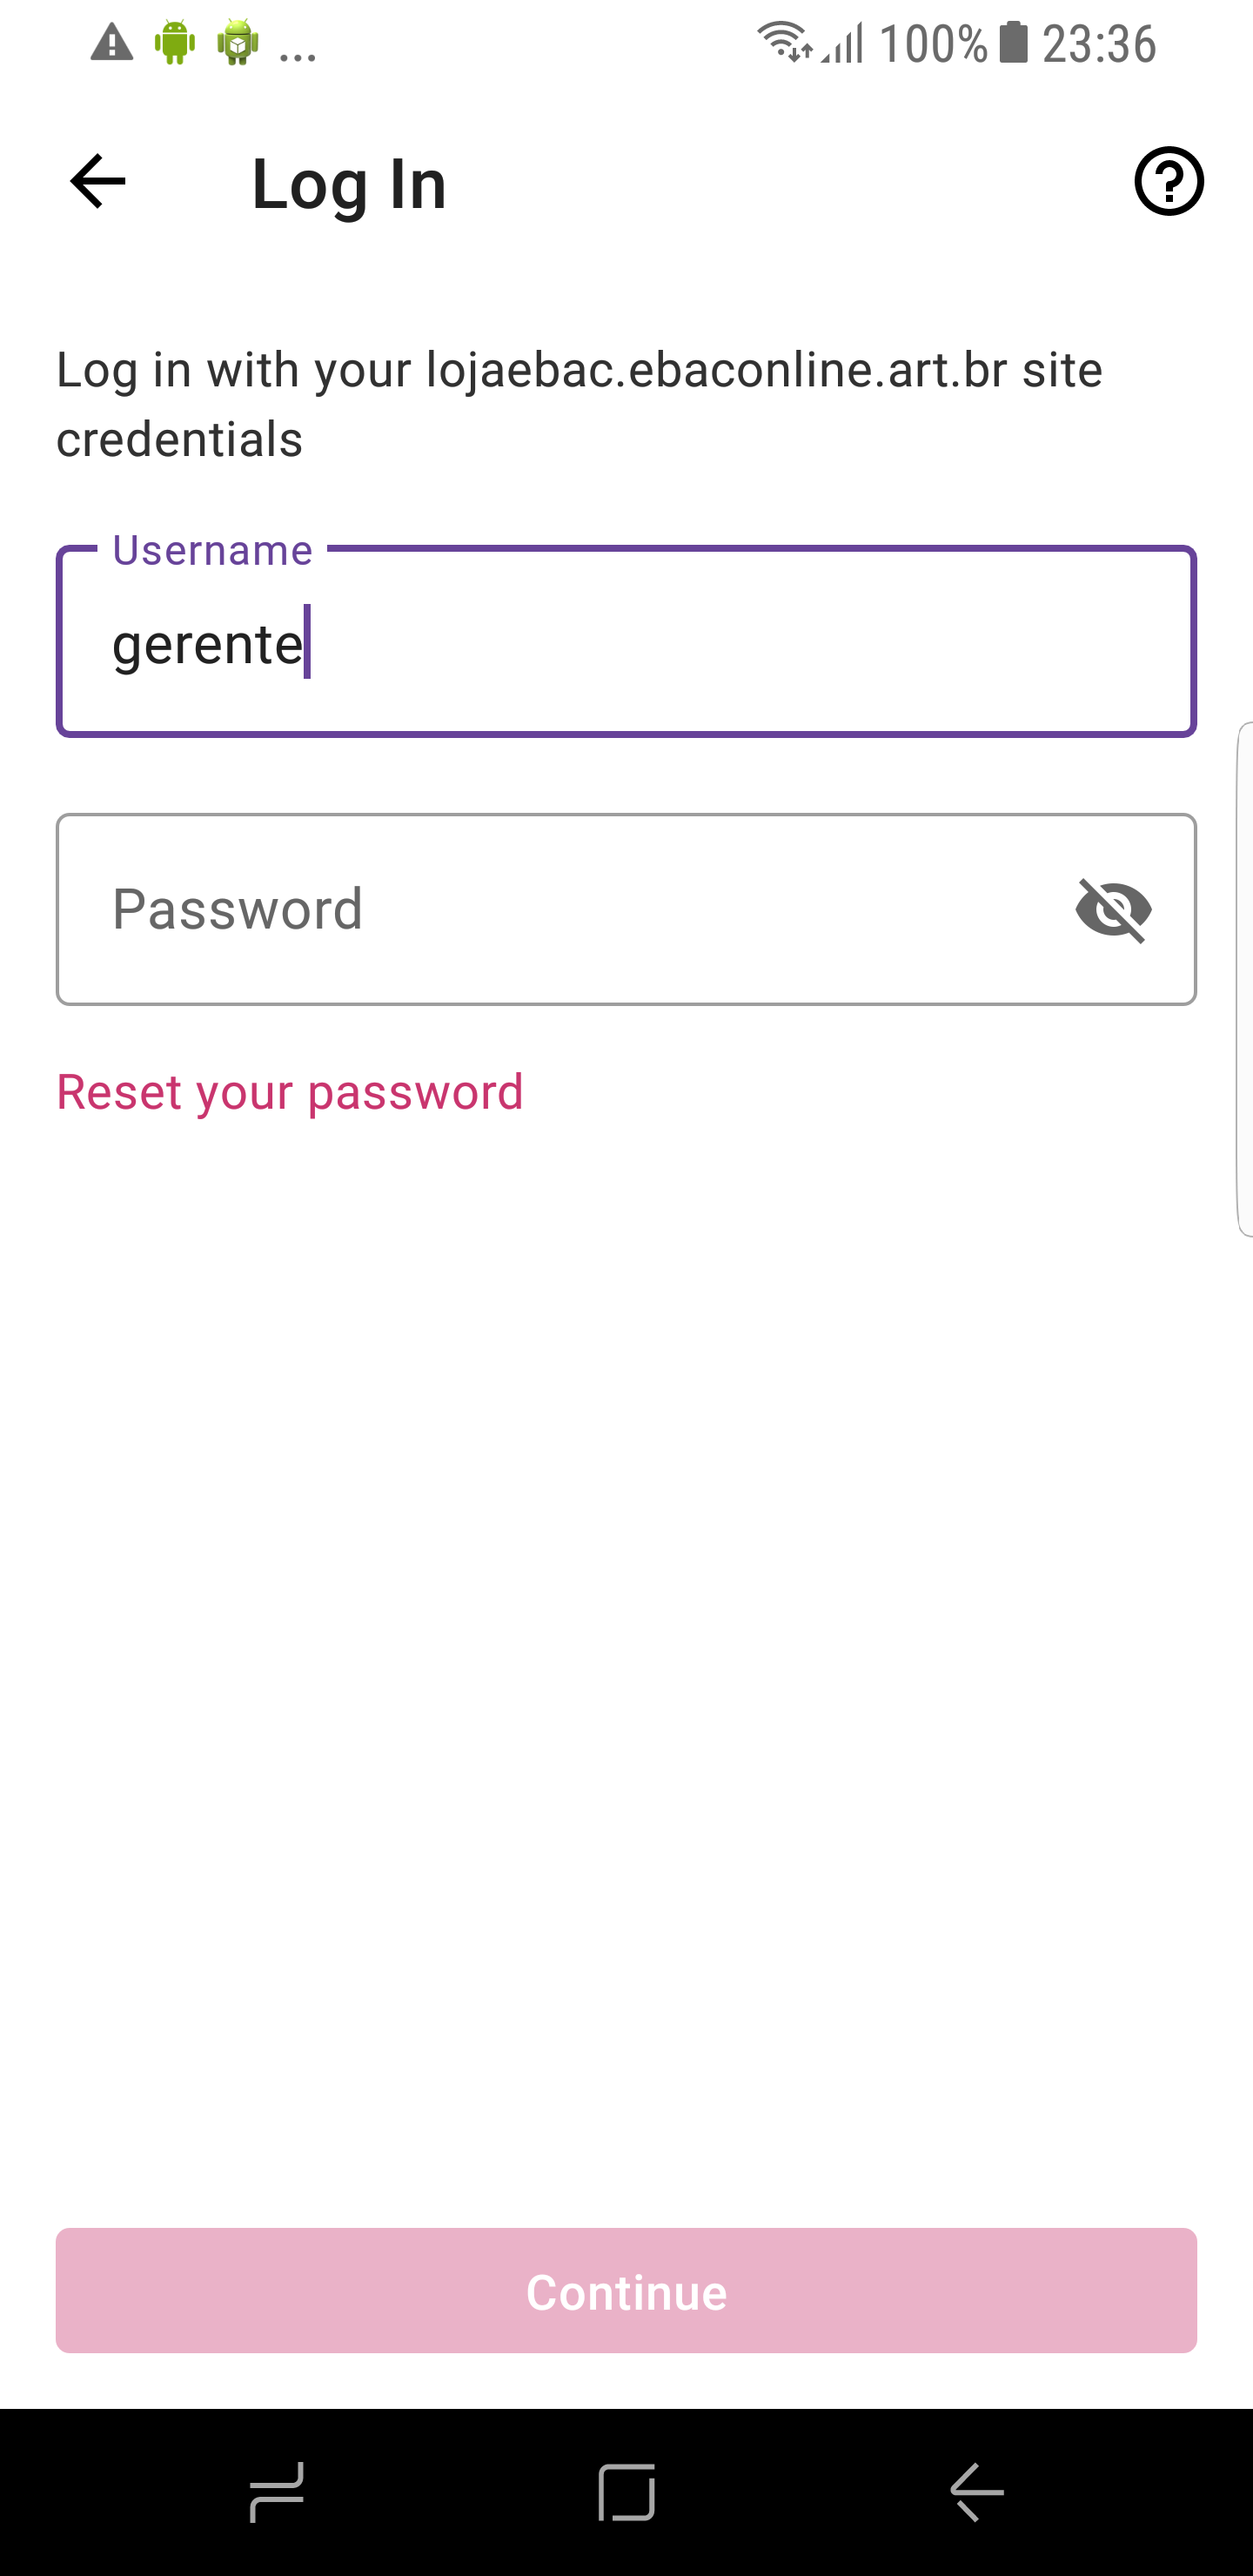 ... 100% 23:36
Log In
Log in with your lojaebac.ebaconline.art.br site
credentials
Username
gerente
Password
Reset your password
Continue